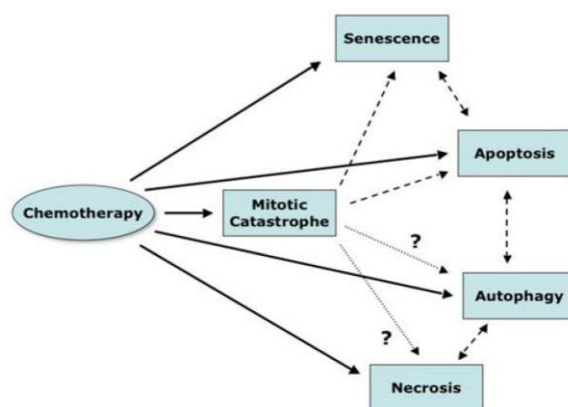 Senescence
Apoptosis
Chemotherapy
Mitotic
Catastrophe
?
Autophagy
?
Necrosis